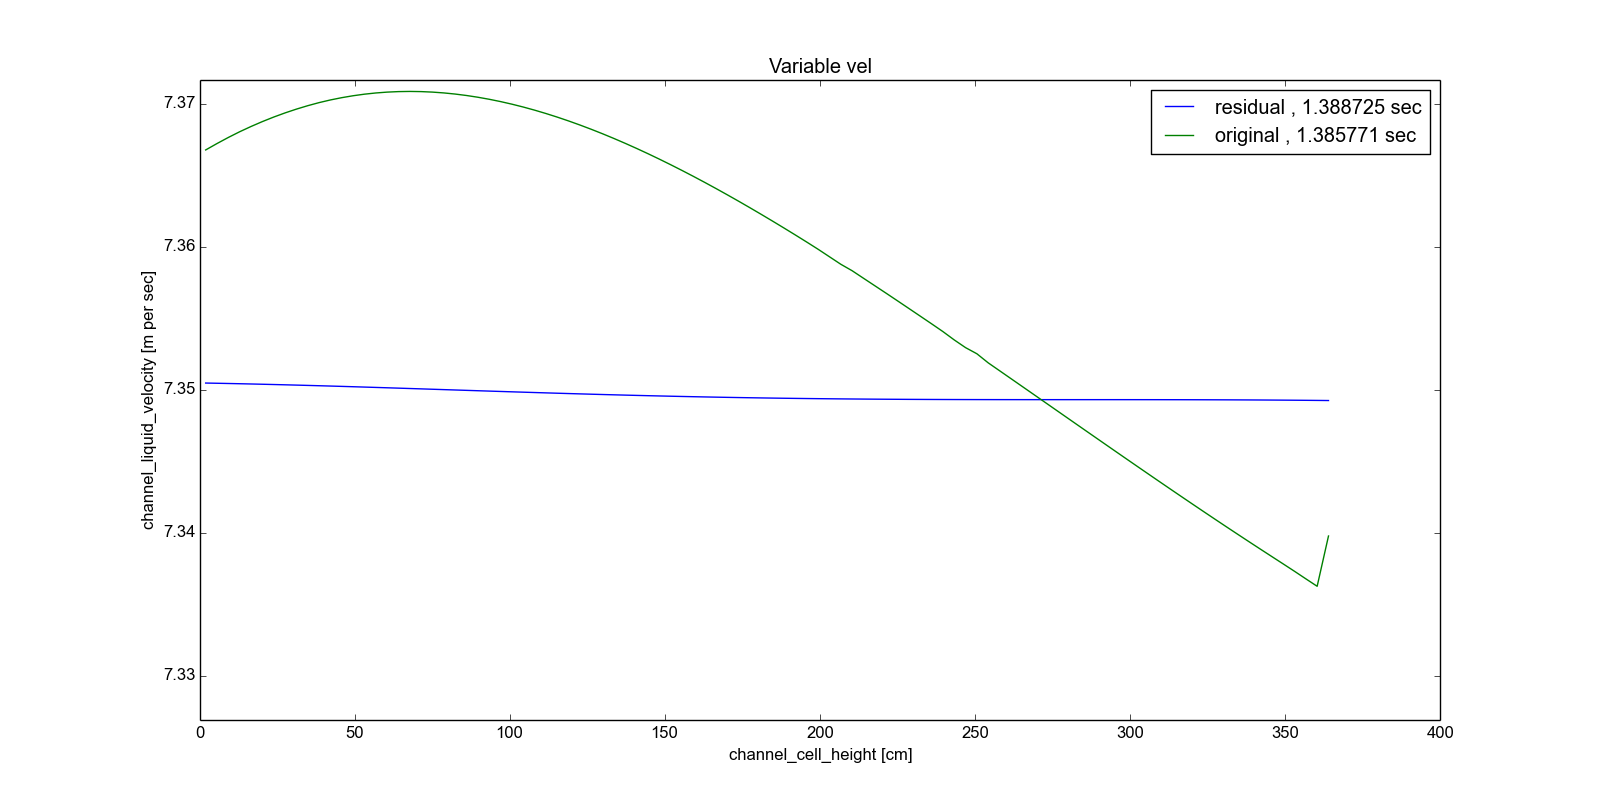 Variable vel
residual , 1.388725 sec
original , 1.385771 sec
channel_liquid_velocity [m per sec]
7.37
7.36
7.35
7.34
7.33
0 50 100 150 200 250 300 350 400
channel_cell_height [cm]